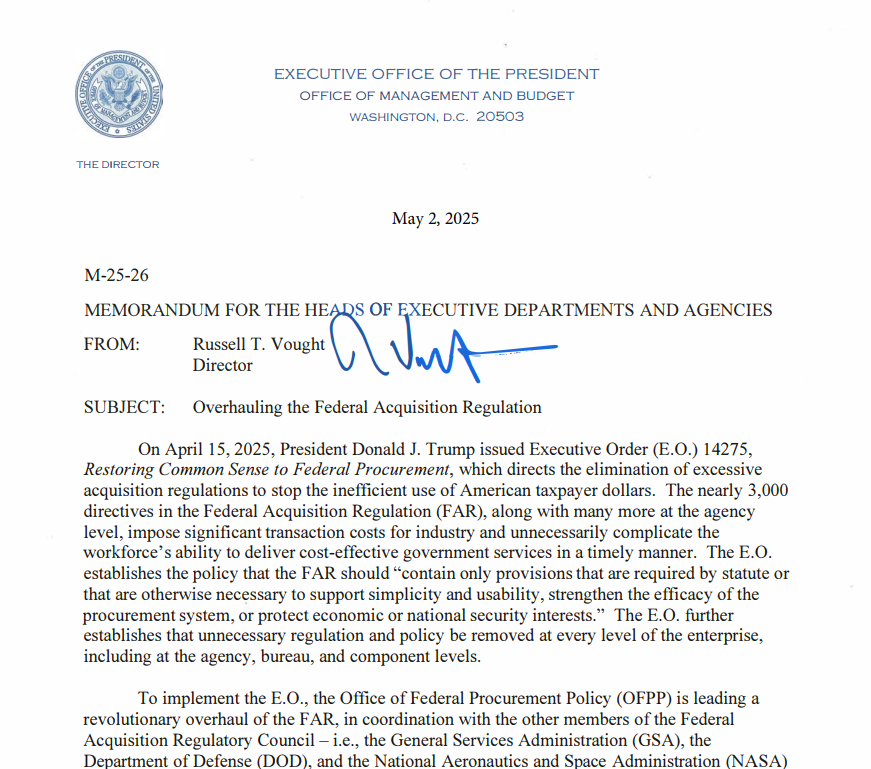 EXECUTIVE OFFICE OF THE PRESIDENT
OFFICE OF MANAGEMENT AND BUDGET
WASHINGTON, D.C. 20503
THE DIRECTOR
May 2, 2025
M-25-26
MEMORANDUM FOR THE HEADS OF EXECUTIVE DEPARTMENTS AND AGENCIES
FROM: Russell T. Vought
Director
SUBJECT: Overhauling the Federal Acquisition Regulation
On April 15, 2025, President Donald J. Trump issued Executive Order (E.O.) 14275,
Restoring Common Sense to Federal Procurement, which directs the elimination of excessive
acquisition regulations to stop the inefficient use of American taxpayer dollars. The nearly 3,000
directives in the Federal Acquisition Regulation (FAR), along with many more at the agency
level, impose significant transaction costs for industry and unnecessarily complicate the
workforce’s ability to deliver cost-effective government services in a timely manner. The E.O.
establishes the policy that the FAR should “contain only provisions that are required by statute or
that are otherwise necessary to support simplicity and usability, strengthen the efficacy of the
procurement system, or protect economic or national security interests.” The E.O. further
establishes that unnecessary regulation and policy be removed at every level of the enterprise,
including at the agency, bureau, and component levels.
To implement the E.O., the Office of Federal Procurement Policy (OFPP) is leading a
revolutionary overhaul of the FAR, in coordination with the other members of the Federal
Acquisition Regulatory Council – i.e., the General Services Administration (GSA), the
Department of Defense (DOD), and the National Aeronautics and Space Administration (NASA)